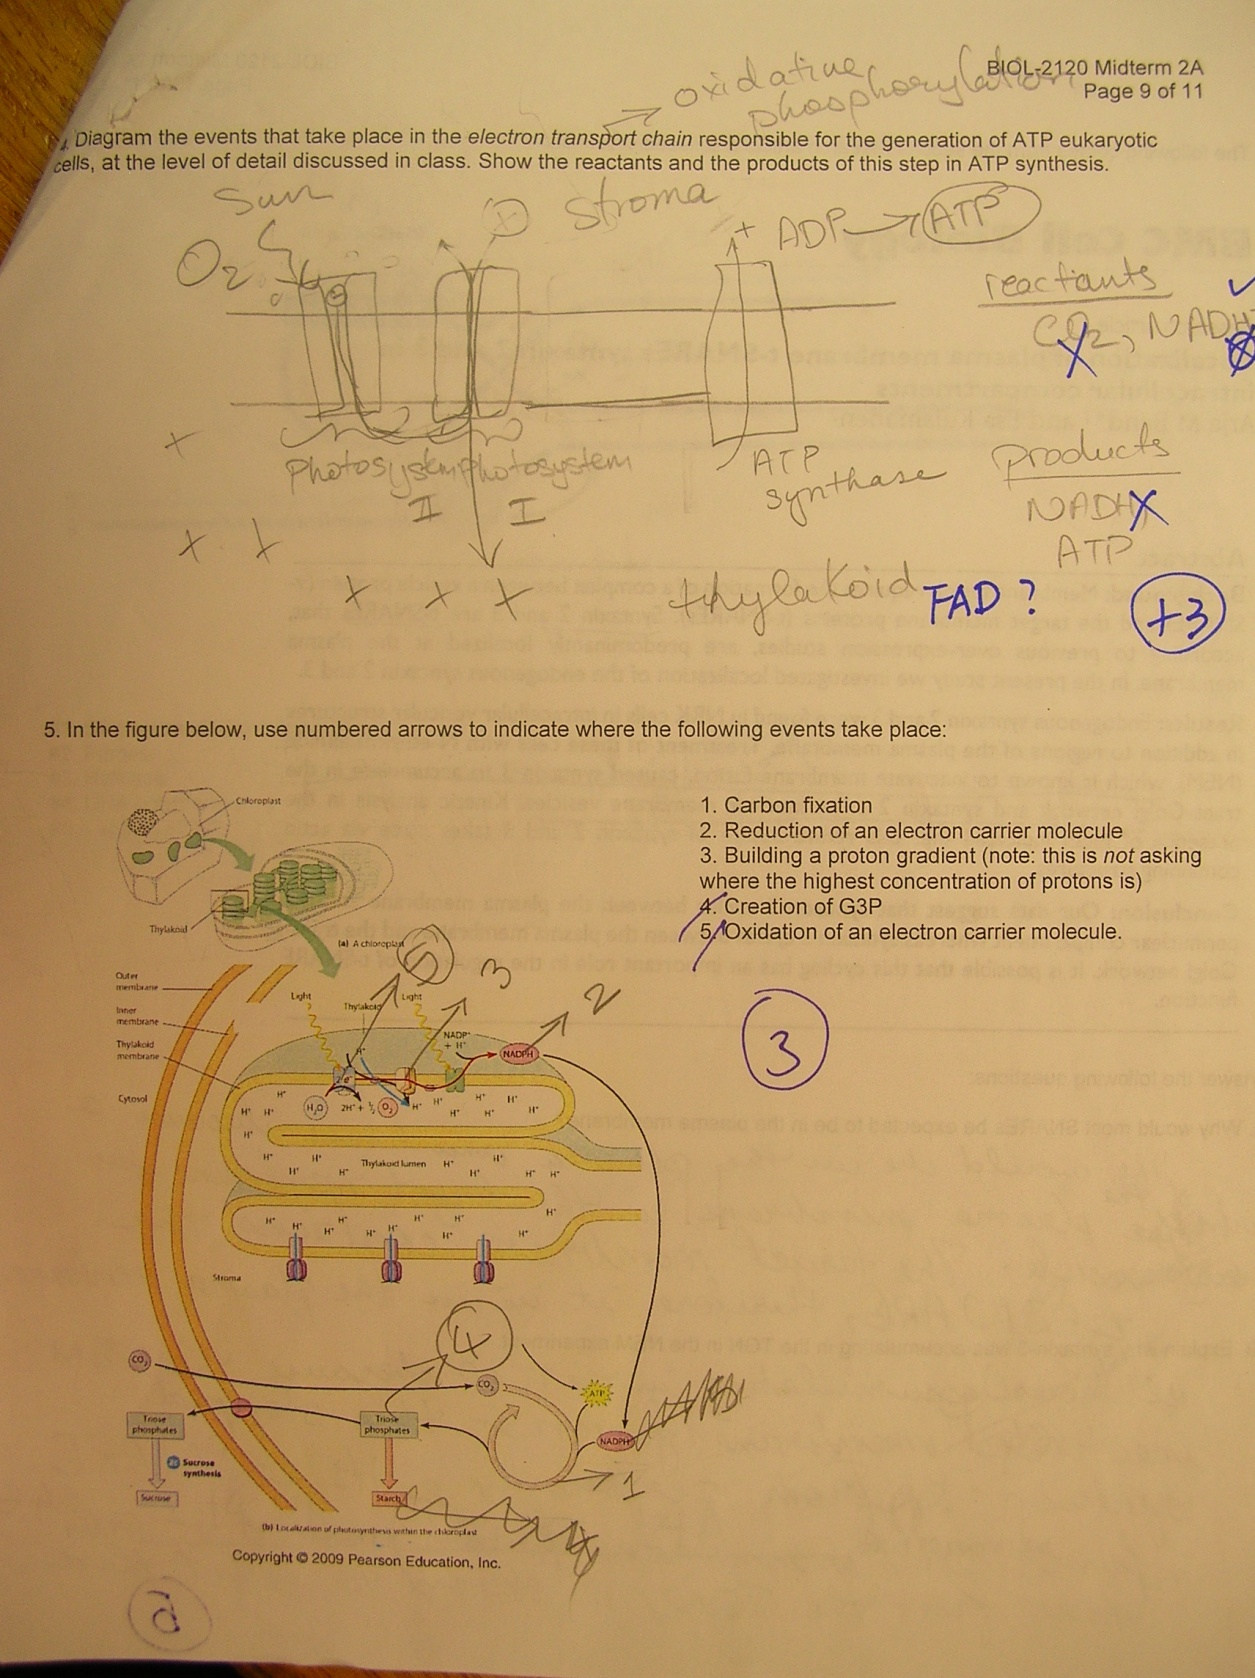 BIOL-2120 Midterm 2A
Page 9 of 11
oxidative
phosphorylation
Diagram the events that take place in the electron transport chain responsible for the generation of ATP eukaryotic
cells, at the level of detail discussed in class. Show the reactants and the products of this step in ATP synthesis.
Sun
+
stroma
+ ADP → ATP
O2
e
reactants
CO2, NADH
+
photosystem II
photosystem I
ATP
synthase
products
NADH
ATP
+ +
+ + +
thylakoid
FAD ?
+3
5. In the figure below, use numbered arrows to indicate where the following events take place:
1. Carbon fixation
2. Reduction of an electron carrier molecule
3. Building a proton gradient (note: this is not asking
where the highest concentration of protons is)
4. Creation of G3P
5. Oxidation of an electron carrier molecule.
3
Chloroplast
Thylakoid
(a) A chloroplast
5
3
2
Outer
membrane
Inner
membrane
Thylakoid
membrane
Cytosol
Light
Thylakoid
Light
NADP+
+ H+
NADPH
H+
2e-
H2O
2H+ + ½ O2
H+ H+ H+ H+ H+ H+
H+ H+ H+ H+ H+
H+
H+ H+ Thylakoid lumen H+ H+
H+ H+ H+ H+
H+ H+ H+ H+ H+
H+ H+ H+ H+ H+ H+
Stroma
4
CO2
CO2
ATP
Triose
phosphates
Triose
phosphates
NADPH
Sucrose
synthesis
1
Sucrose
Starch
(b) Localization of photosynthesis within the chloroplast
Copyright © 2009 Pearson Education, Inc.